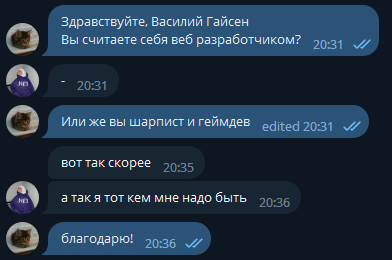 Здравствуйте, Василий Гайсен
Вы считаете себя веб разработчиком? 20:31
- 20:31
Или же вы шарпист и геймдев edited 20:31
вот так скорее 20:35
а так я тот кем мне надо быть 20:36
благодарю! 20:36